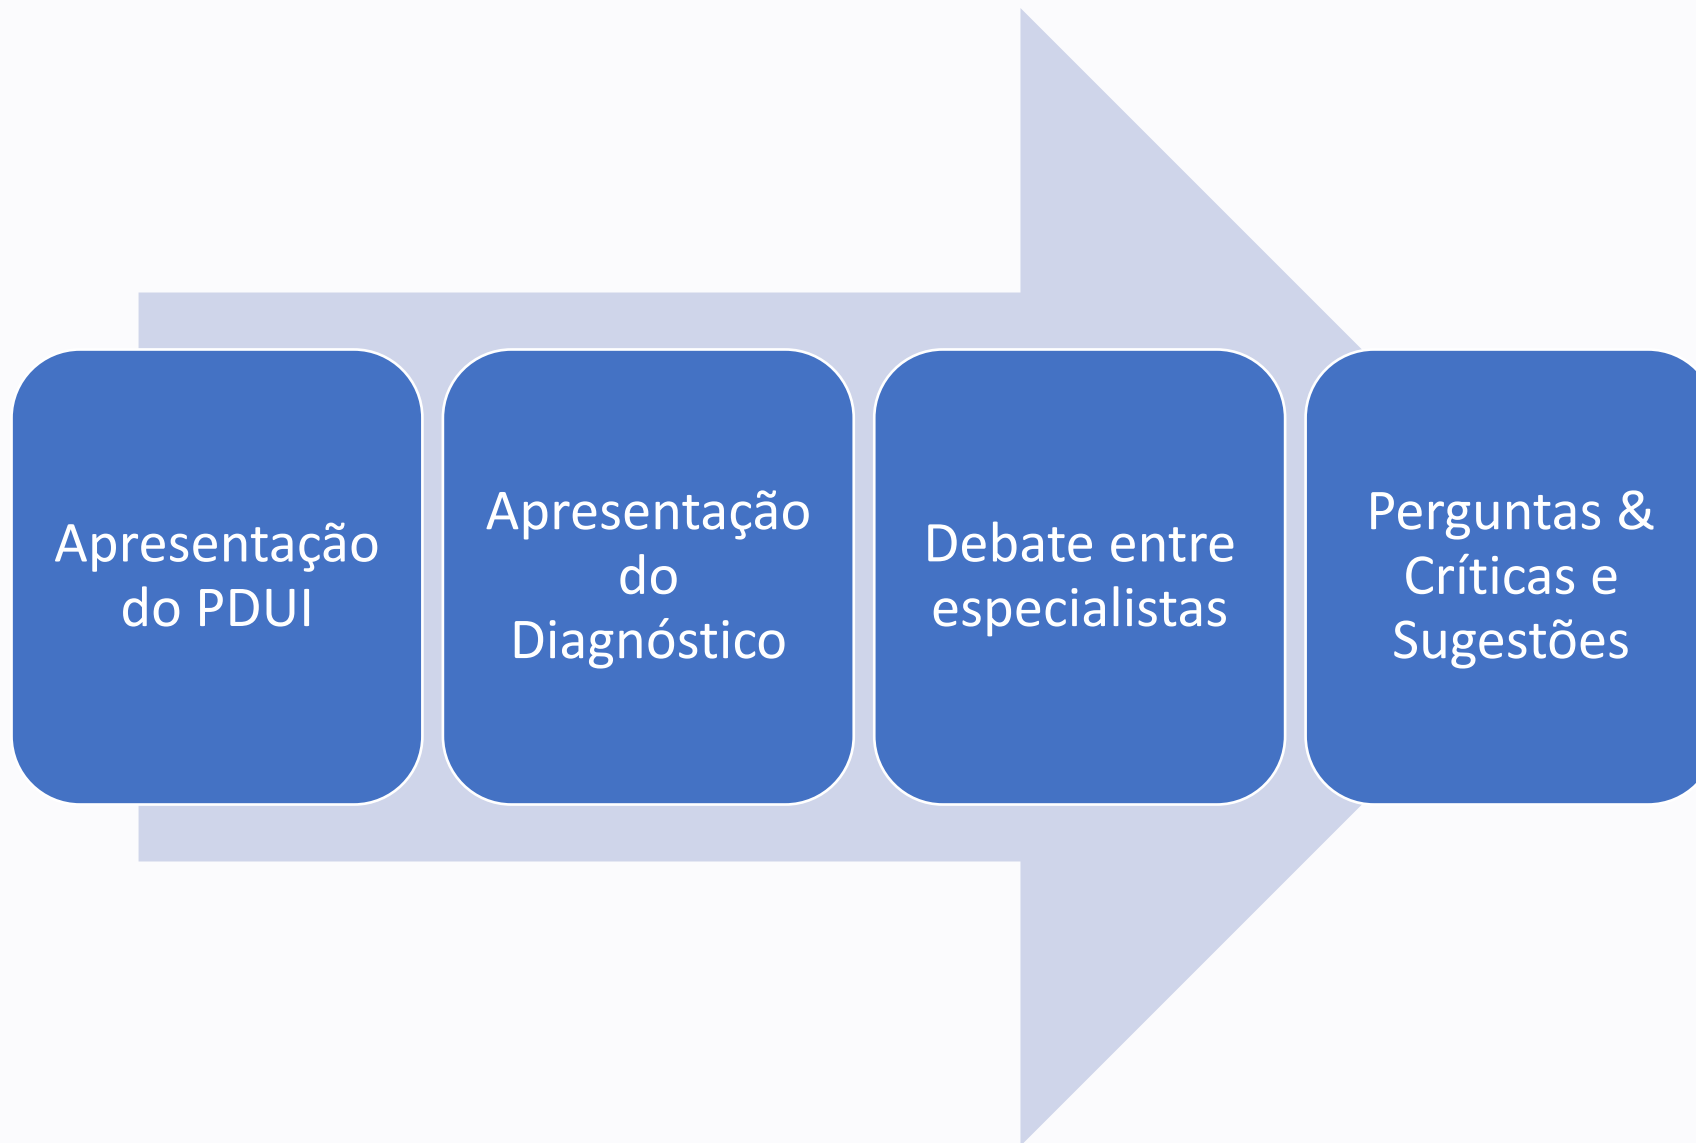 Apresentação
do PDUI
Apresentação
do
Diagnóstico
Debate entre
especialistas
Perguntas &
Críticas e
Sugestões